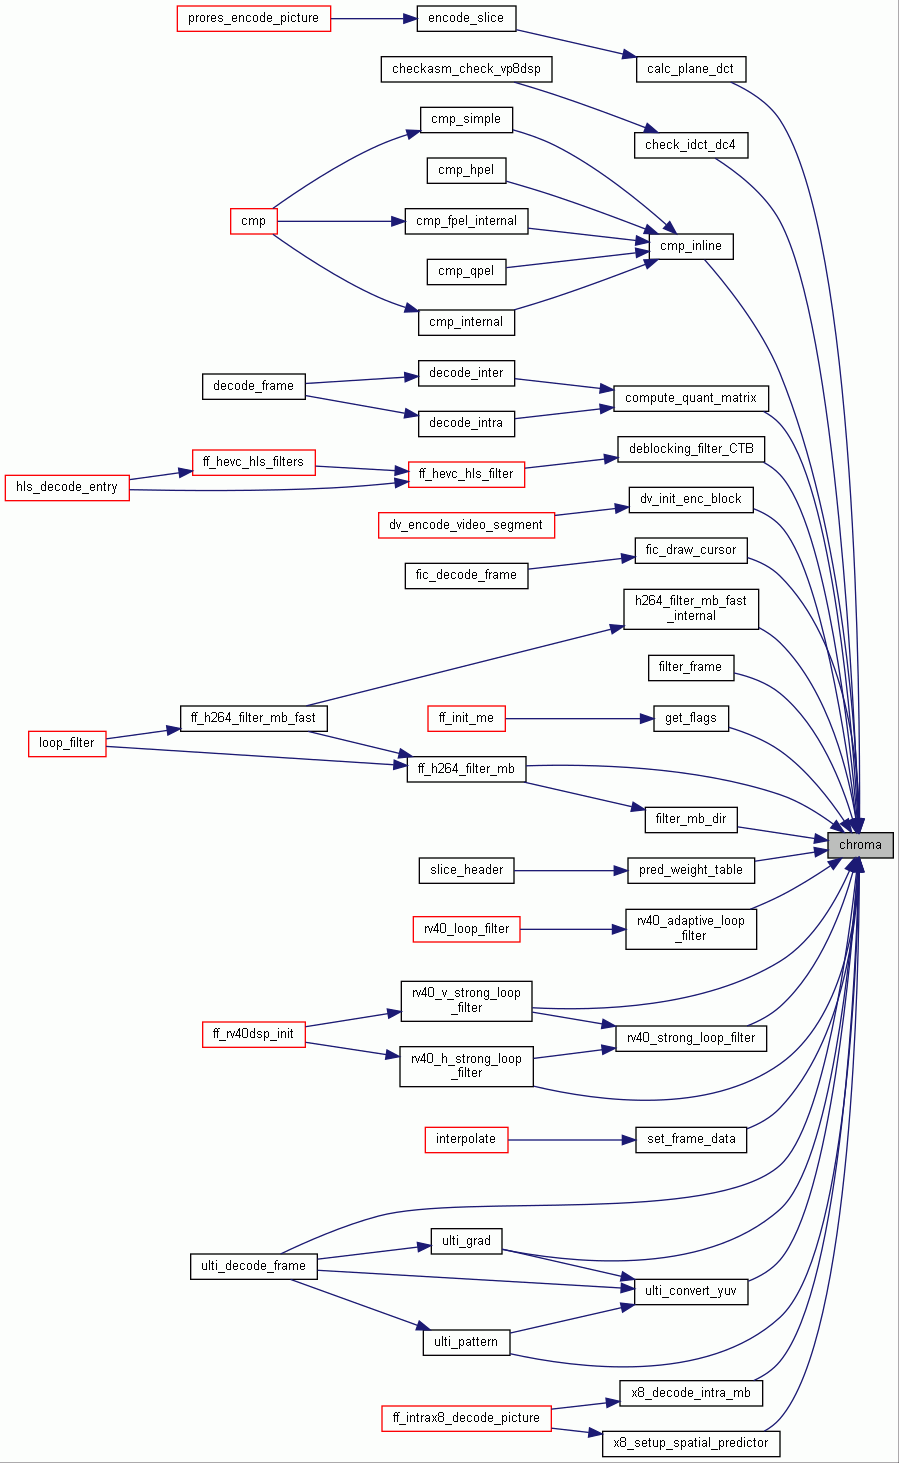 prores_encode_picture
encode_slice
calc_plane_dct
checkasm_check_vp8dsp
check_idct_dc4
cmp_simple
cmp_hpel
cmp
cmp_fpel_internal
cmp_inline
cmp_qpel
cmp_internal
decode_frame
decode_inter
compute_quant_matrix
decode_intra
deblocking_filter_CTB
ff_hevc_hls_filters
ff_hevc_hls_filter
hls_decode_entry
dv_init_enc_block
dv_encode_video_segment
fic_draw_cursor
fic_decode_frame
h264_filter_mb_fast
_internal
filter_frame
ff_h264_filter_mb_fast
ff_init_me
get_flags
loop_filter
ff_h264_filter_mb
filter_mb_dir
chroma
slice_header
pred_weight_table
rv40_loop_filter
rv40_adaptive_loop
_filter
rv40_v_strong_loop
_filter
ff_rv40dsp_init
rv40_strong_loop_filter
rv40_h_strong_loop
_filter
interpolate
set_frame_data
ulti_grad
ulti_decode_frame
ulti_convert_yuv
ulti_pattern
x8_decode_intra_mb
ff_intrax8_decode_picture
x8_setup_spatial_predictor